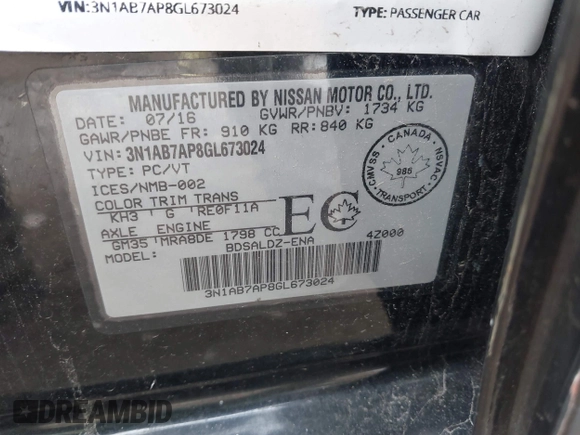 VIN:3N1AB7AP8GL673024 TYPE: PASSENGER CAR
MANUFACTURED BY NISSAN MOTOR CO., LTD.
DATE: 07/16 GVWR/PNBV: 1734 KG
GAWR/PNBE FR: 910 KG RR: 840 KG
VIN: 3N1AB7AP8GL673024
TYPE: PC/VT
ICES/NMB-002
COLOR TRIM TRANS
KH3 G RE0F11A
AXLE ENGINE
GM35 MRA8DE 1798 CC
MODEL: BDSALDZ-ENA 4Z000
EC
CANADA
CMVSS NSVAC
986
TRANSPORT
3N1AB7AP8GL673024
DREAMBID